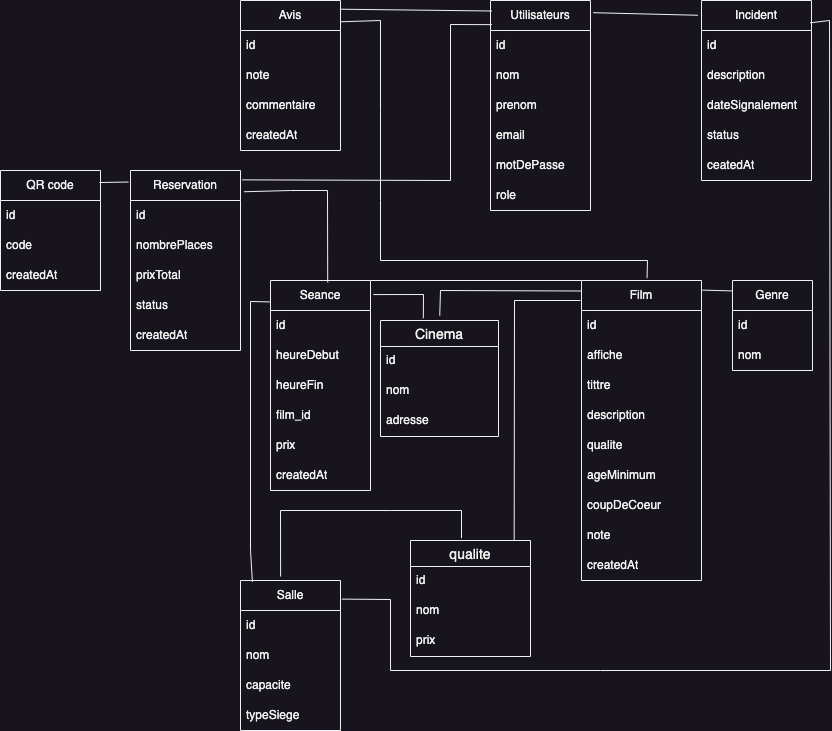 Avis
id
note
commentaire
createdAt
Utilisateurs
id
nom
prenom
email
motDePasse
role
Incident
id
description
dateSignalement
status
ceatedAt
QR code
id
code
createdAt
Reservation
id
nombrePlaces
prixTotal
status
createdAt
Seance
id
heureDebut
heureFin
film_id
prix
createdAt
Cinema
id
nom
adresse
Film
id
affiche
tittre
description
qualite
ageMinimum
coupDeCoeur
note
createdAt
Genre
id
nom
qualite
id
nom
prix
Salle
id
nom
capacite
typeSiege